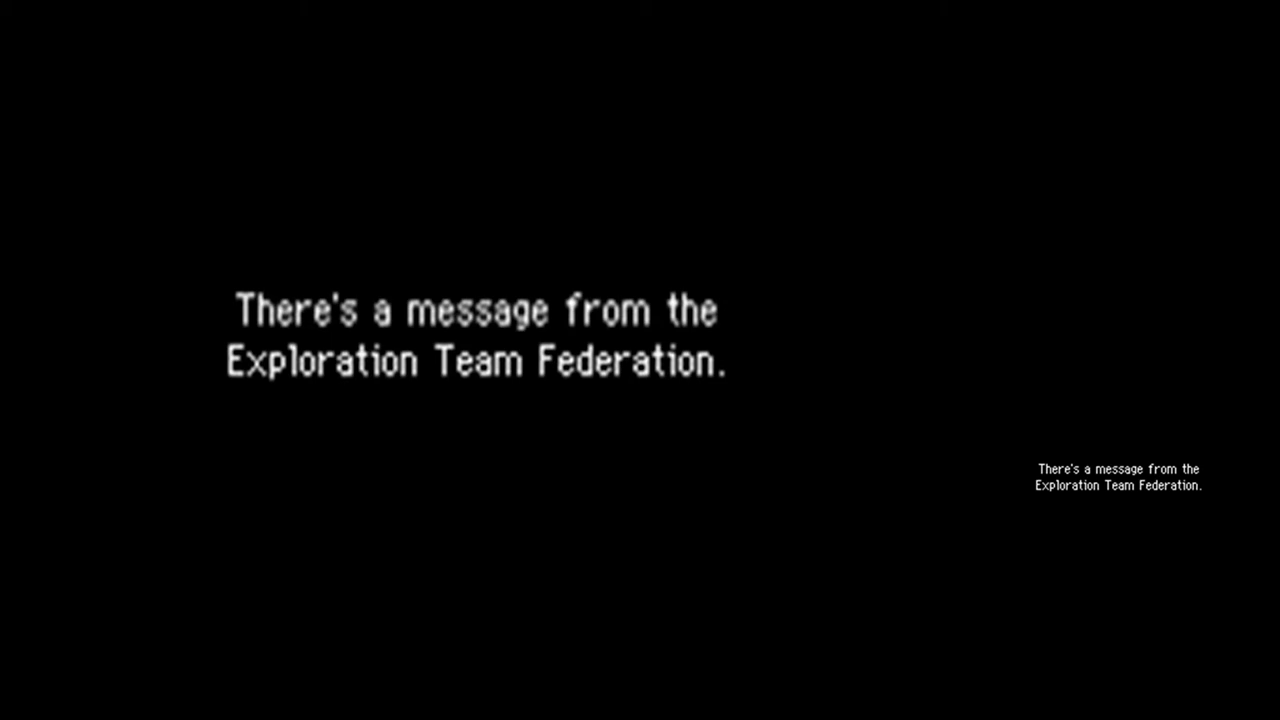 There's a message from the
Exploration Team Federation.
There's a message from the
Exploration Team Federation.